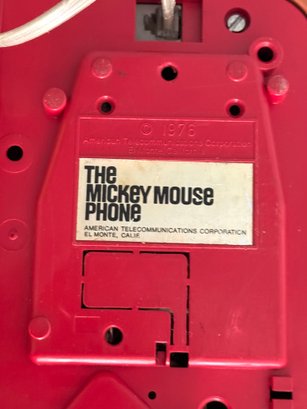 © 1976
American Telecommunications Corporation
THE
MICKEY MOUSE
PHONE
AMERICAN TELECOMMUNICATIONS CORPORATION
EL MONTE, CALIF.